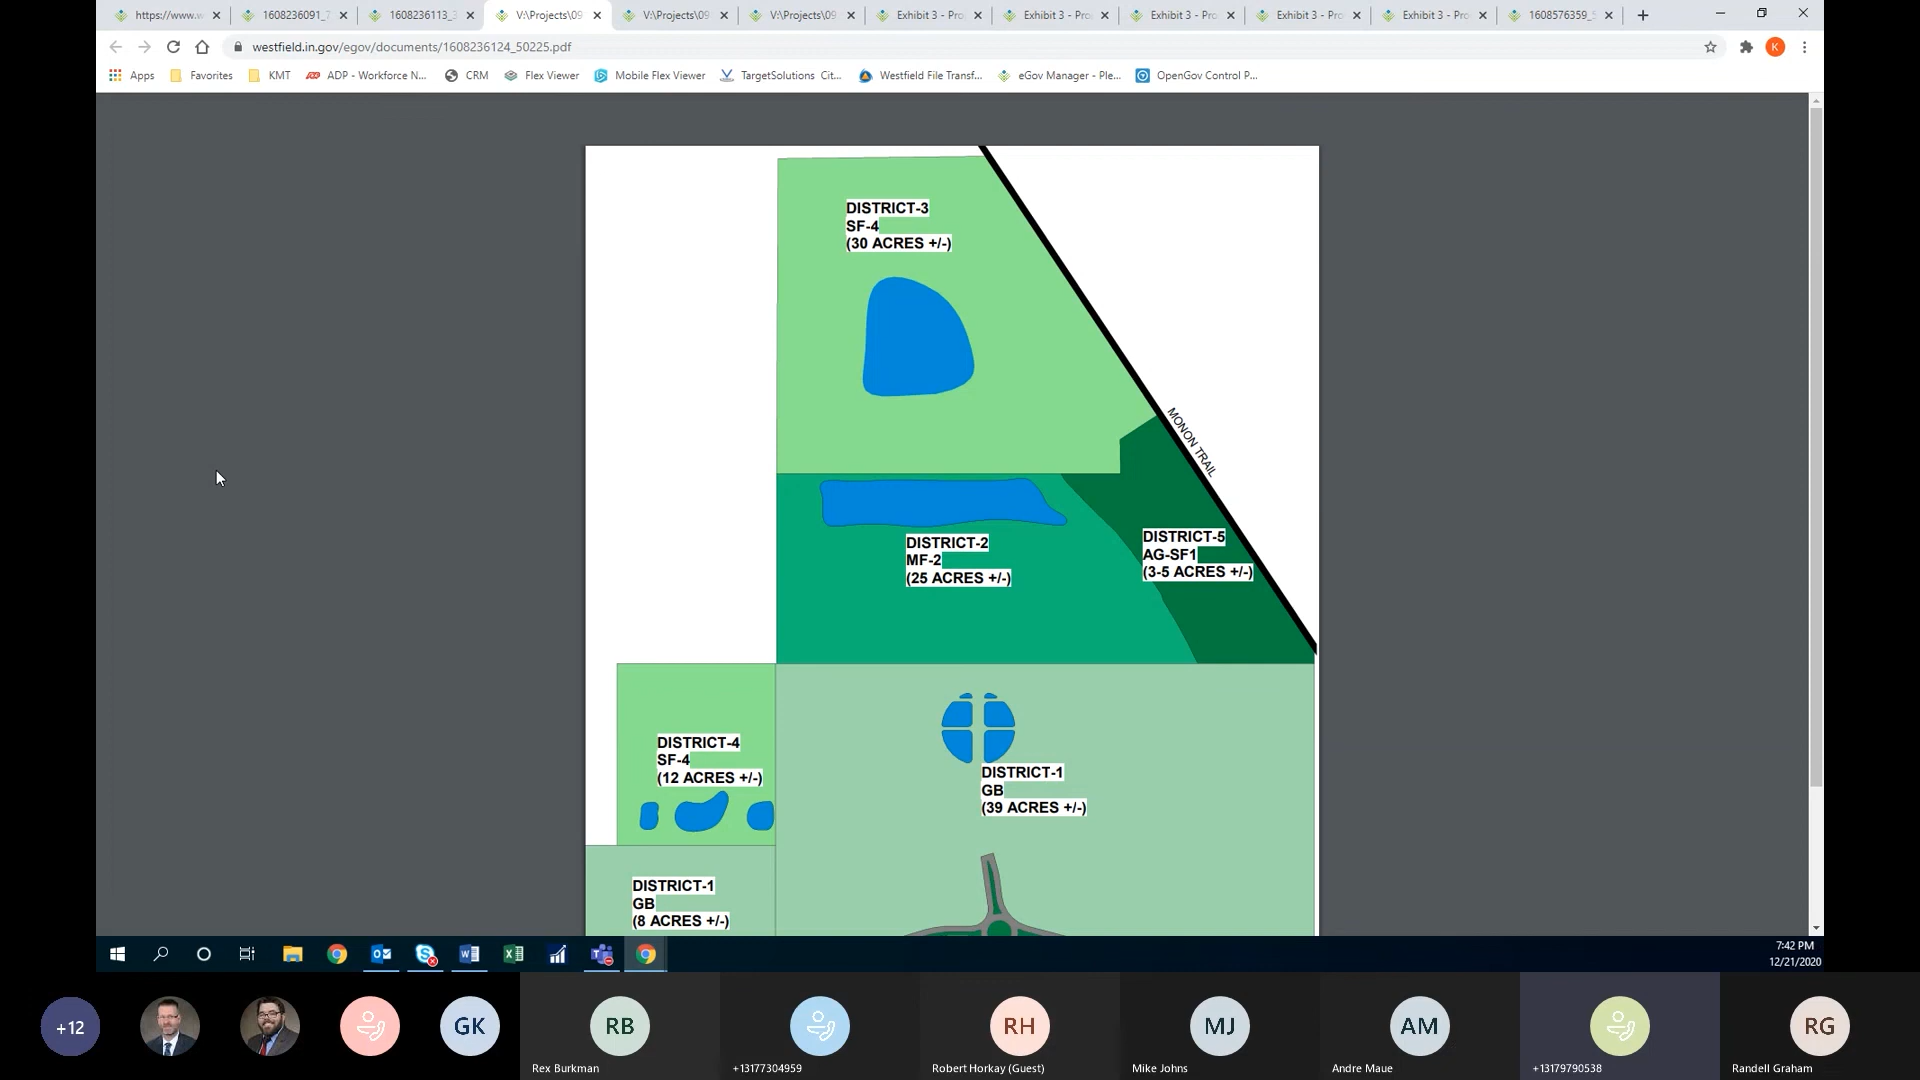 https://www.w
1608236091_7
1608236113_3
V:\Projects\09
V:\Projects\09
V:\Projects\09
Exhibit 3 - Pro
Exhibit 3 - Pro
Exhibit 3 - Pro
Exhibit 3 - Pro
Exhibit 3 - Pro
1608576359_5
westfield.in.gov/egov/documents/1608236124_50225.pdf
K
Apps
Favorites
KMT
ADP - Workforce N...
CRM
Flex Viewer
Mobile Flex Viewer
TargetSolutions Cit...
Westfield File Transf...
eGov Manager - Ple...
OpenGov Control P...
DISTRICT-3
SF-4
(30 ACRES +/-)
MONON TRAIL
DISTRICT-2
MF-2
(25 ACRES +/-)
DISTRICT-5
AG-SF1
(3-5 ACRES +/-)
DISTRICT-4
SF-4
(12 ACRES +/-)
DISTRICT-1
GB
(39 ACRES +/-)
DISTRICT-1
GB
(8 ACRES +/-)
7:42 PM
12/21/2020
+12
GK
RB
RH
MJ
AM
RG
Rex Burkman
+13177304959
Robert Horkay (Guest)
Mike Johns
Andre Maue
+13179790538
Randell Graham